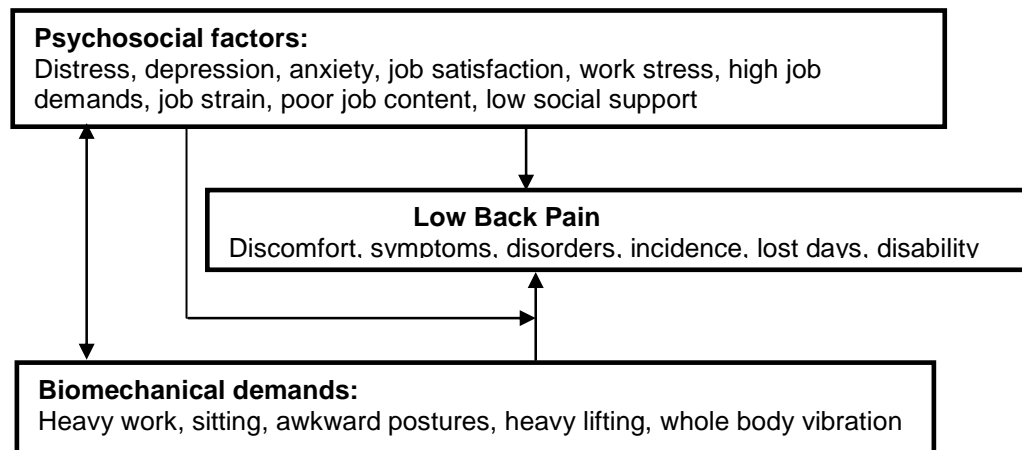 Psychosocial factors:
Distress, depression, anxiety, job satisfaction, work stress, high job
demands, job strain, poor job content, low social support
Low Back Pain
Discomfort, symptoms, disorders, incidence, lost days, disability
Biomechanical demands:
Heavy work, sitting, awkward postures, heavy lifting, whole body vibration